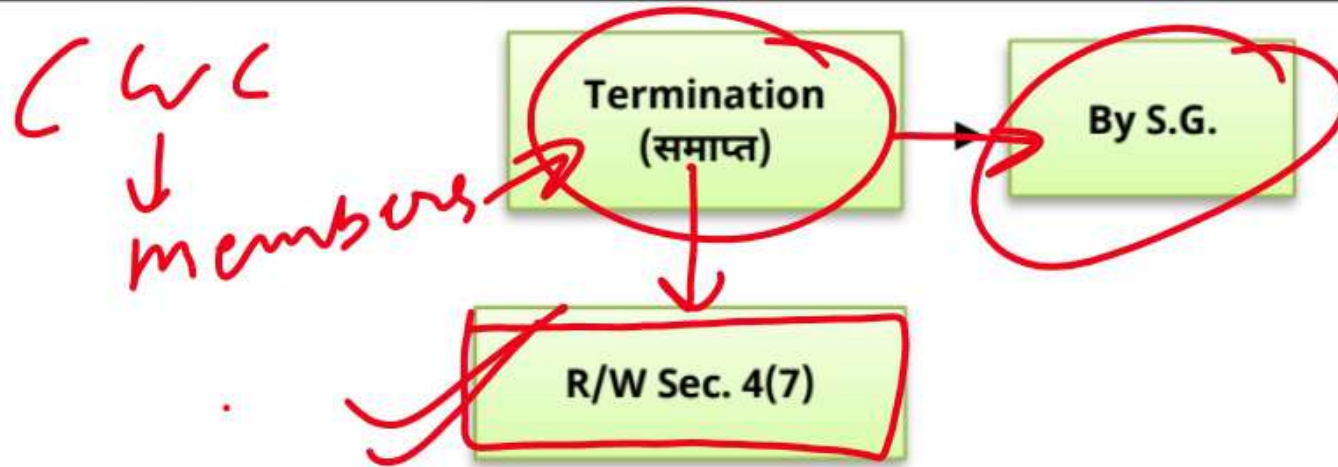 CWC
members
Termination
(समाप्त)
By S.G.
R/W Sec. 4(7)